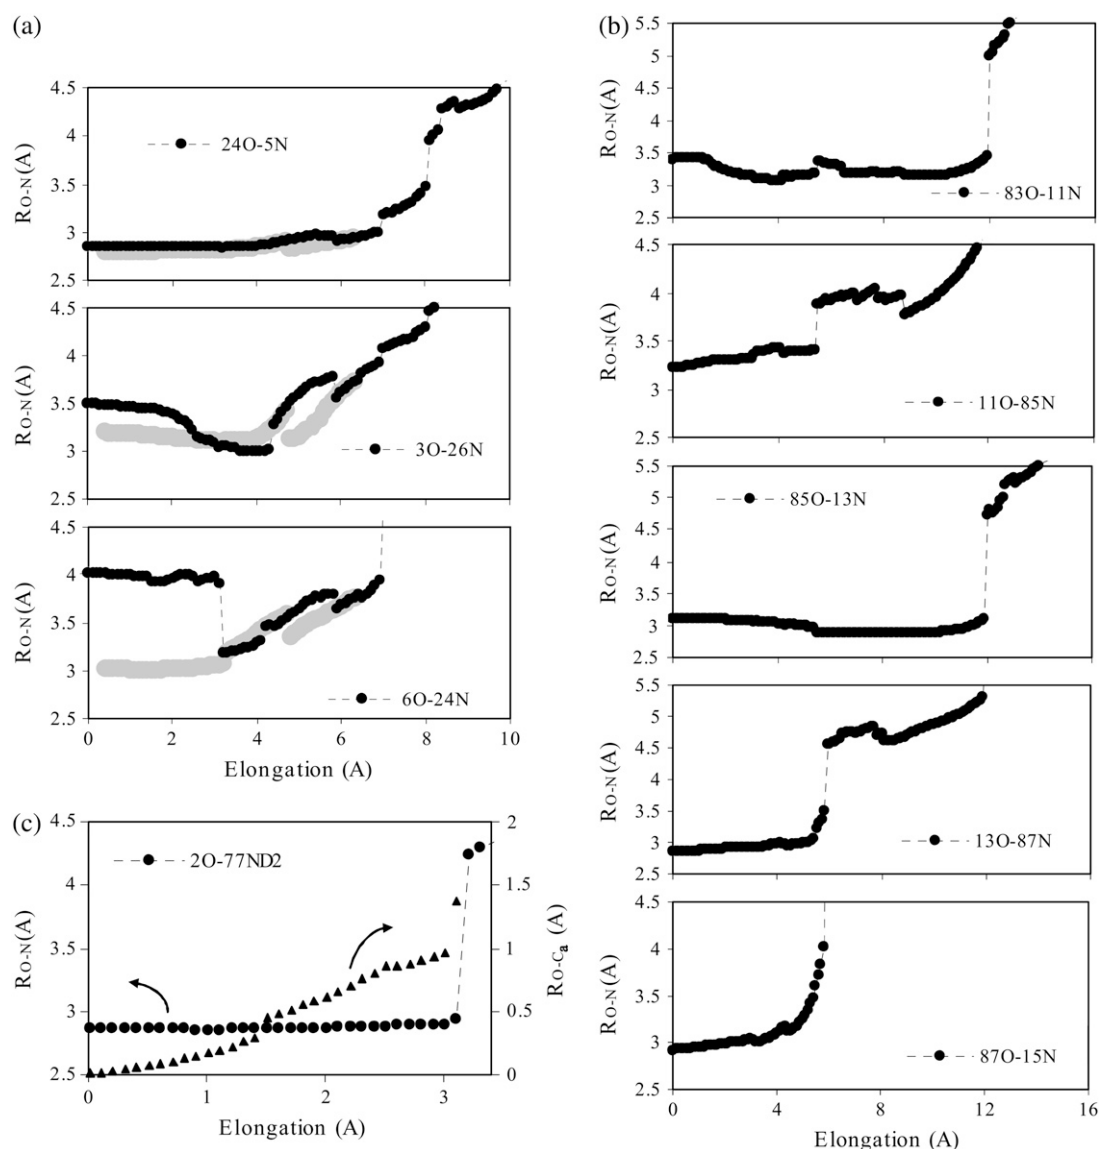 (a)
4.5
4
3.5
3
2.5
RO-N(A)
24O-5N
4.5
4
3.5
3
2.5
RO-N(A)
3O-26N
4.5
4
3.5
3
2.5
RO-N(A)
6O-24N
0 2 4 6 8 10
Elongation (A)
(c)
4.5
4
3.5
3
2.5
RO-N(A)
2O-77ND2
2
1.5
1
0.5
0
RO-Ca (A)
0 1 2 3
Elongation (A)
(b)
5.5
5
4.5
4
3.5
3
2.5
RO-N(A)
83O-11N
4.5
4
3.5
3
2.5
RO-N(A)
11O-85N
5.5
5
4.5
4
3.5
3
2.5
RO-N(A)
85O-13N
5.5
5
4.5
4
3.5
3
2.5
RO-N(A)
13O-87N
4.5
4
3.5
3
2.5
RO-N(A)
87O-15N
0 4 8 12 16
Elongation (A)